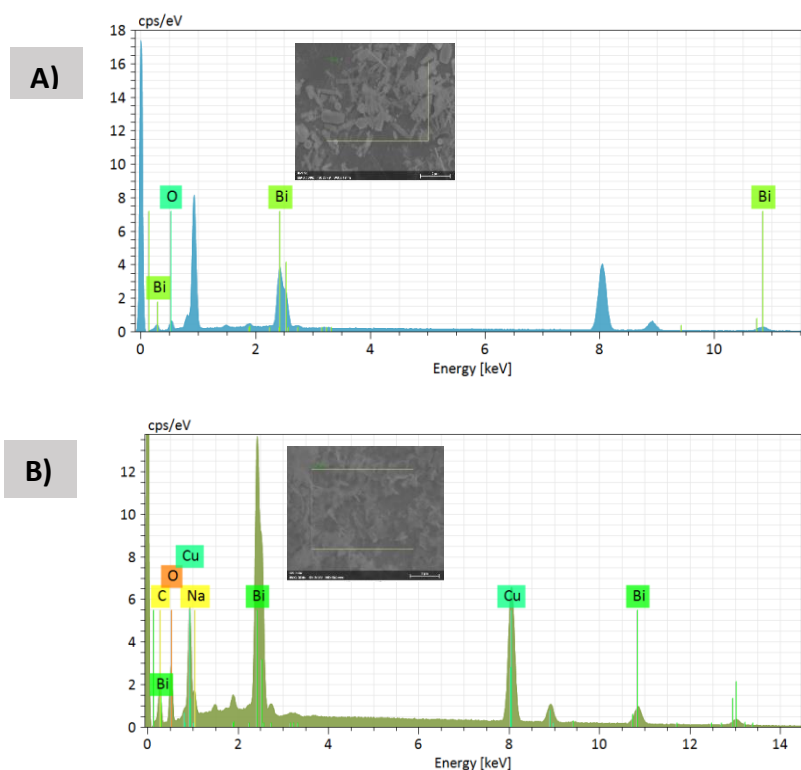 A)
cps/eV
18
16
14
12
10
8
6
4
2
0
O
Bi
Bi
Bi
0 2 4 6 8 10
Energy [keV]
B)
cps/eV
12
10
8
6
4
2
0
Cu
O
C Na Bi Cu Bi
Bi
0 2 4 6 8 10 12 14
Energy [keV]